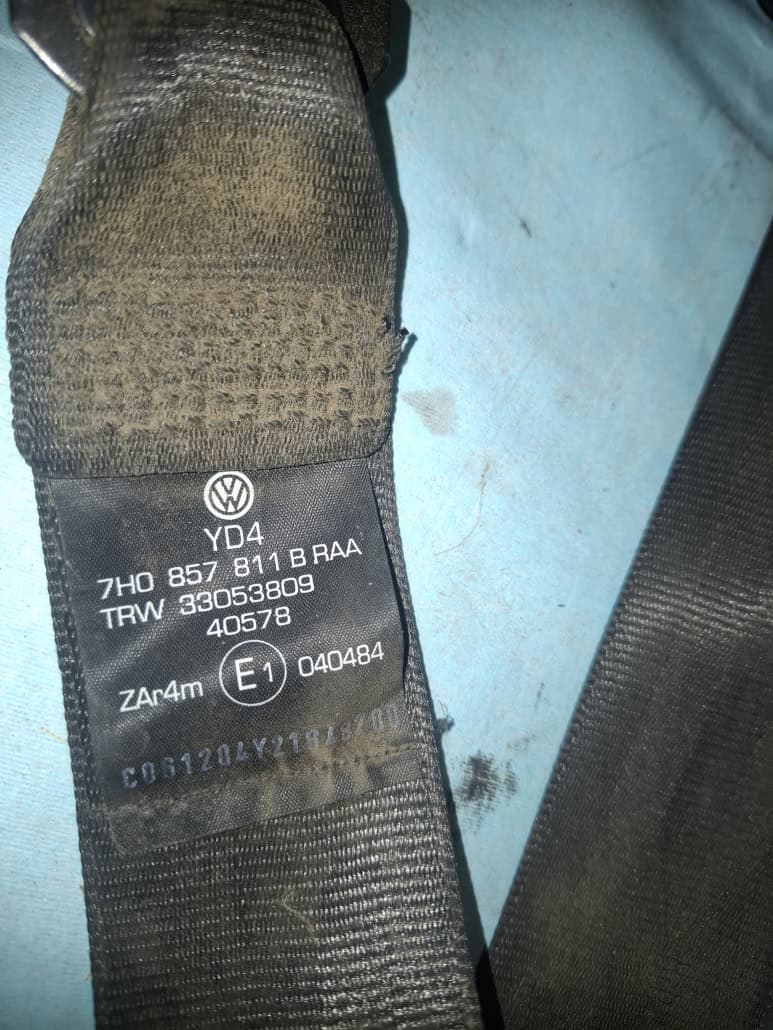 YD4
7H0 857 811 B RAA
TRW 33053809
40578
ZAr4m E1 040484